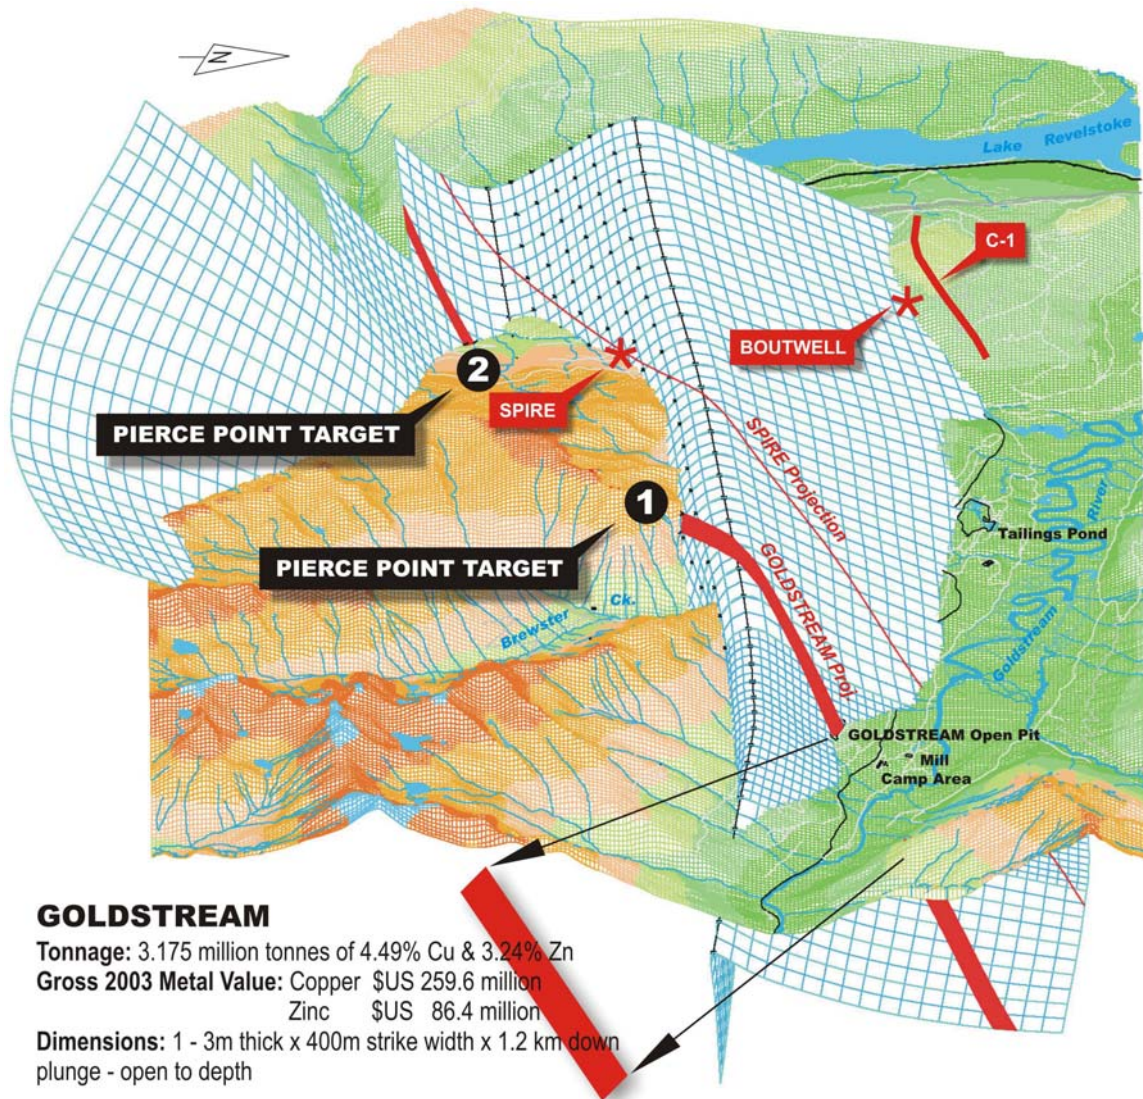 N
Lake Revelstoke
C-1
BOUTWELL
2
SPIRE
PIERCE POINT TARGET
SPIRE Projection
1
River
Tailings Pond
PIERCE POINT TARGET
GOLDSTREAM Proj.
Brewster Ck.
Goldstream
GOLDSTREAM Open Pit
Mill
Camp Area
GOLDSTREAM
Tonnage: 3.175 million tonnes of 4.49% Cu & 3.24% Zn
Gross 2003 Metal Value: Copper $US 259.6 million
Zinc $US 86.4 million
Dimensions: 1 - 3m thick x 400m strike width x 1.2 km down
plunge - open to depth